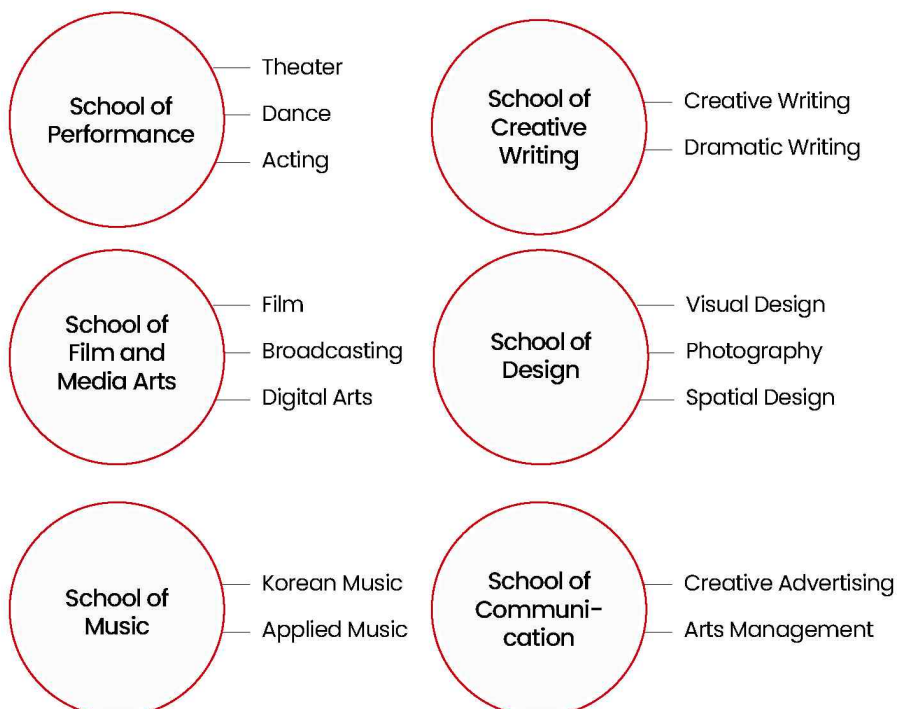 School of
Performance
Theater
Dance
Acting
School of
Creative
Writing
Creative Writing
Dramatic Writing
School of
Film and
Media Arts
Film
Broadcasting
Digital Arts
School of
Design
Visual Design
Photography
Spatial Design
School of
Music
Korean Music
Applied Music
School of
Communi-
cation
Creative Advertising
Arts Management